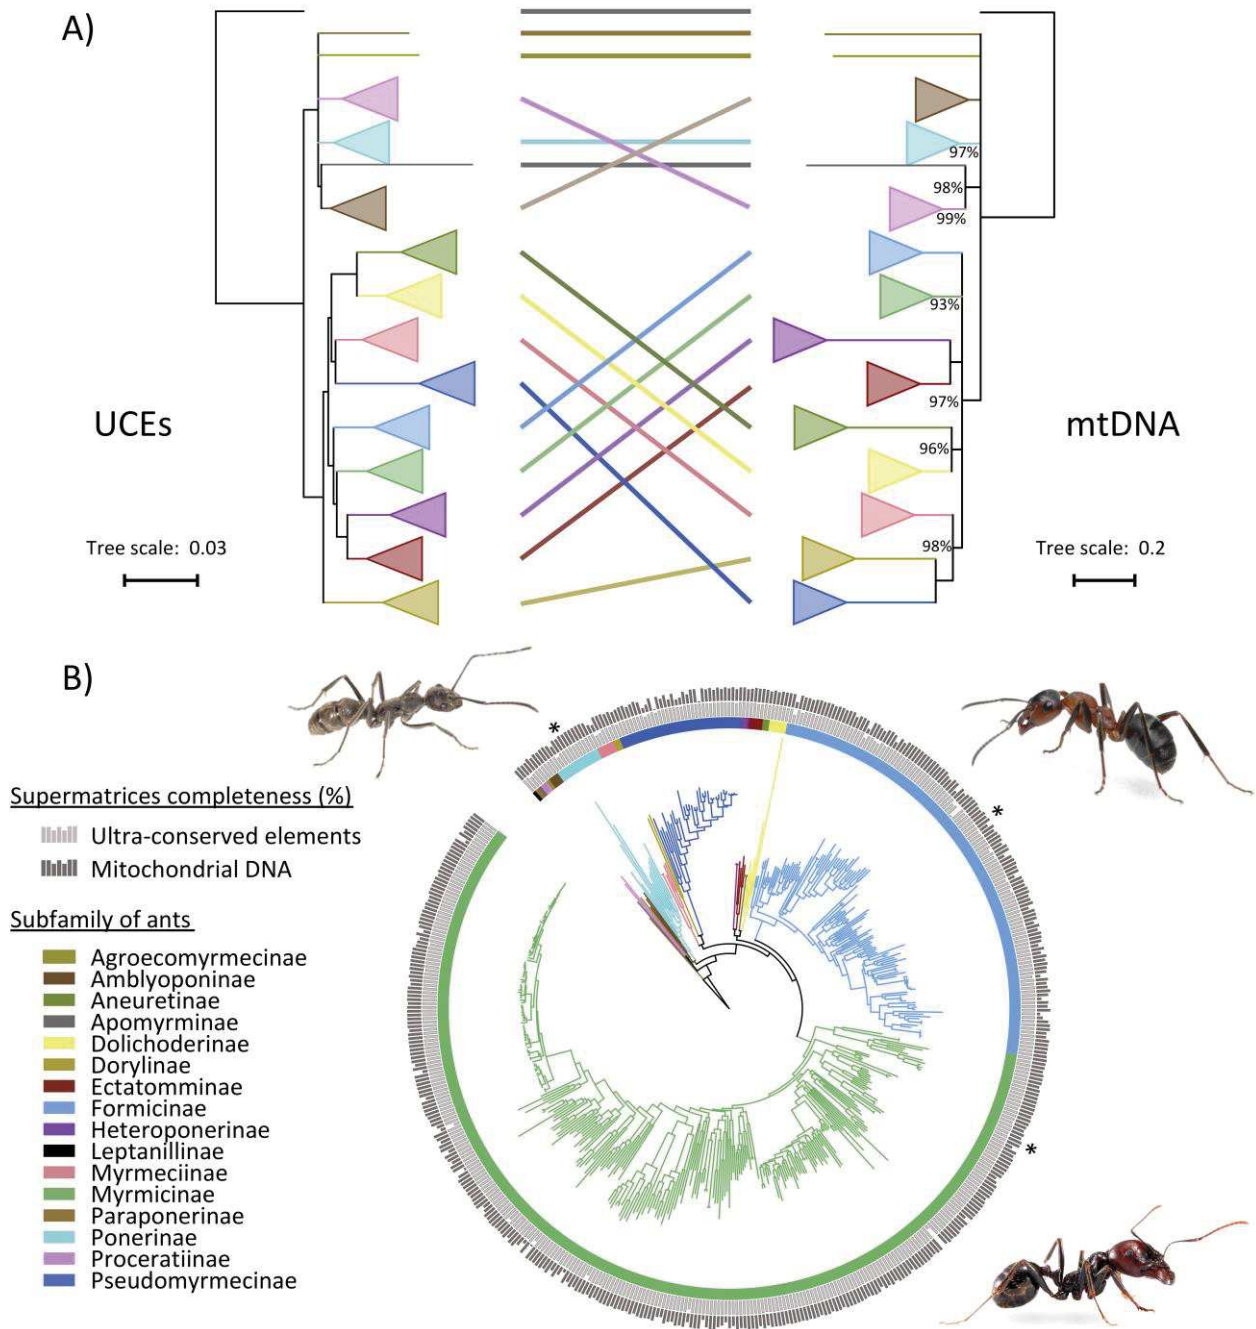 A)
97%
98%
99%
93%
97%
UCEs
mtDNA
96%
98%
Tree scale: 0.03
Tree scale: 0.2
B)
*
*
*
Supermatrices completeness (%)
Ultra-conserved elements
Mitochondrial DNA
Subfamily of ants
Agroecomyrmecinae
Amblyoponinae
Aneuretinae
Apomyrminae
Dolichoderinae
Dorylinae
Ectatomminae
Formicinae
Heteroponerinae
Leptanillinae
Myrmeciinae
Myrmicinae
Paraponerinae
Ponerinae
Proceratiinae
Pseudomyrmecinae